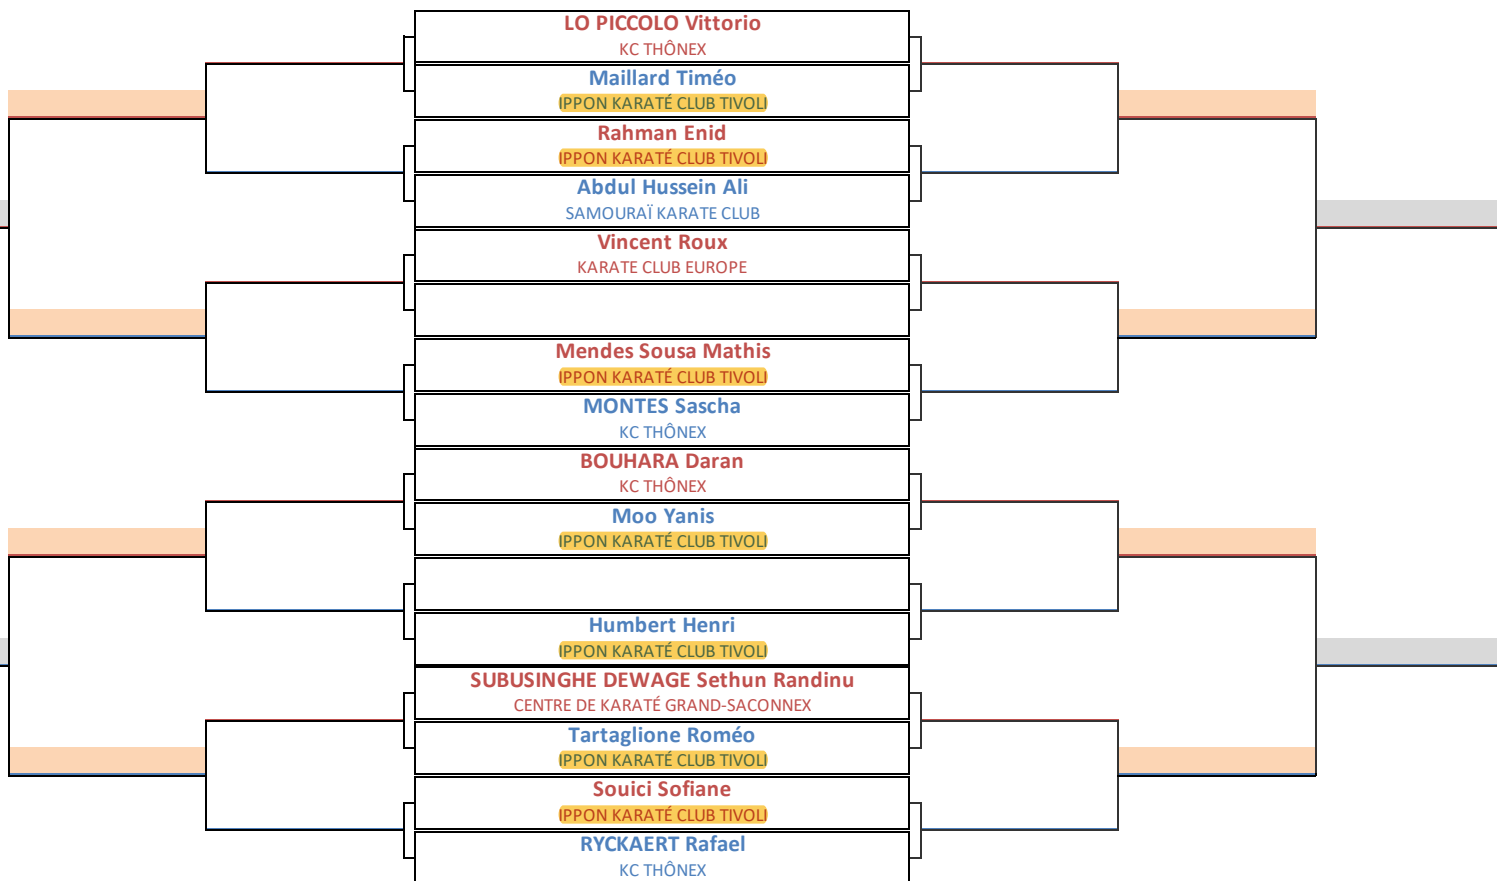 LO PICCOLO Vittorio
KC THÔNEX
Maillard Timéo
IPPON KARATÉ CLUB TIVOLI
Rahman Enid
IPPON KARATÉ CLUB TIVOLI
Abdul Hussein Ali
SAMOURAÏ KARATE CLUB
Vincent Roux
KARATE CLUB EUROPE
Mendes Sousa Mathis
IPPON KARATÉ CLUB TIVOLI
MONTES Sascha
KC THÔNEX
BOUHARA Daran
KC THÔNEX
Moo Yanis
IPPON KARATÉ CLUB TIVOLI
Humbert Henri
IPPON KARATÉ CLUB TIVOLI
SUBUSINGHE DEWAGE Sethun Randinu
CENTRE DE KARATÉ GRAND-SACONNEX
Tartaglione Roméo
IPPON KARATÉ CLUB TIVOLI
Souici Sofiane
IPPON KARATÉ CLUB TIVOLI
RYCKAERT Rafael
KC THÔNEX